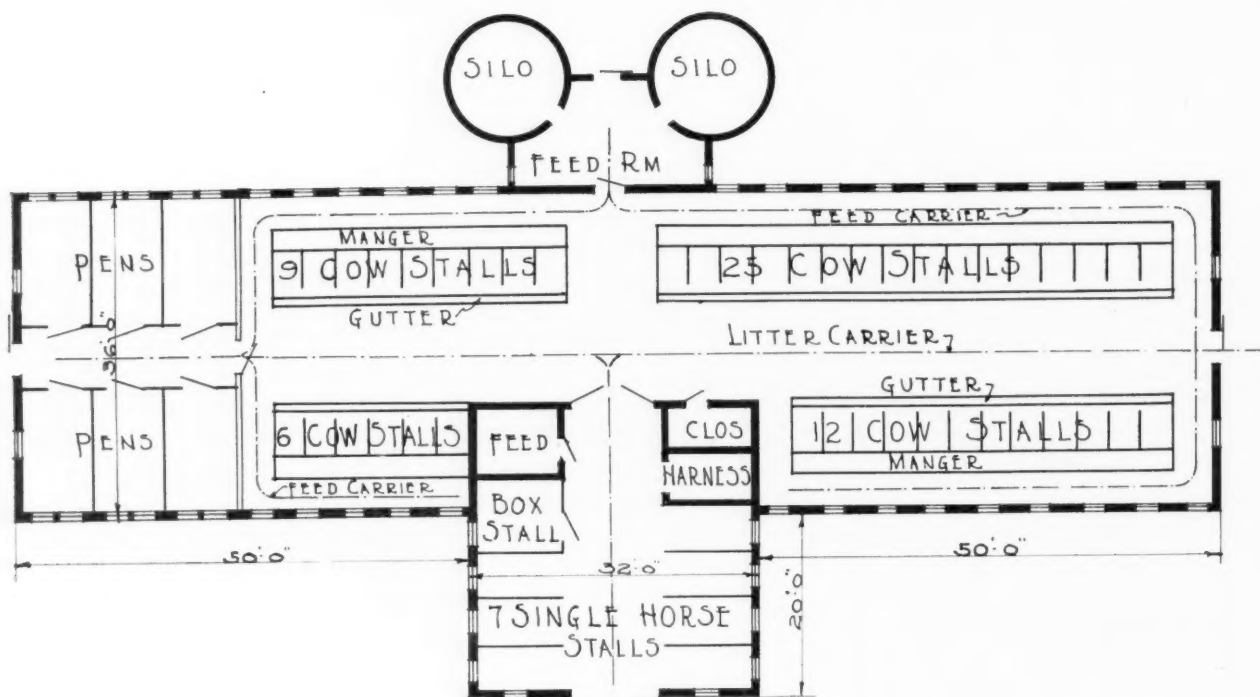 SILO
SILO
FEED RM
FEED CARRIER
MANGER
PENS
9 COW STALLS
25 COW STALLS
GUTTER
36'-0"
LITTER CARRIER
GUTTER
PENS
6 COW STALLS
FEED
CLOS
12 COW STALLS
MANGER
HARNESS
FEED CARRIER
BOX
STALL
50'-0"
32'-0"
50'-0"
20'-0"
7 SINGLE HORSE
STALLS